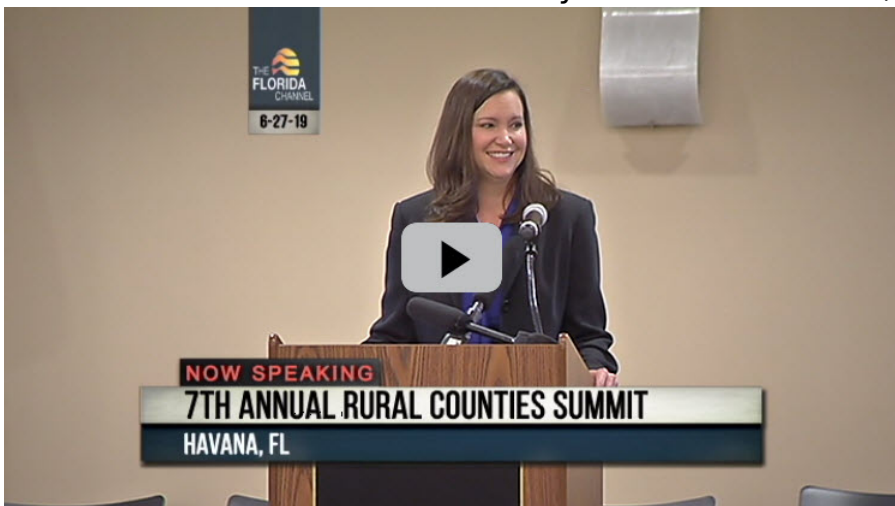 THE
FLORIDA
CHANNEL
6-27-19
NOW SPEAKING
7TH ANNUAL RURAL COUNTIES SUMMIT
HAVANA, FL